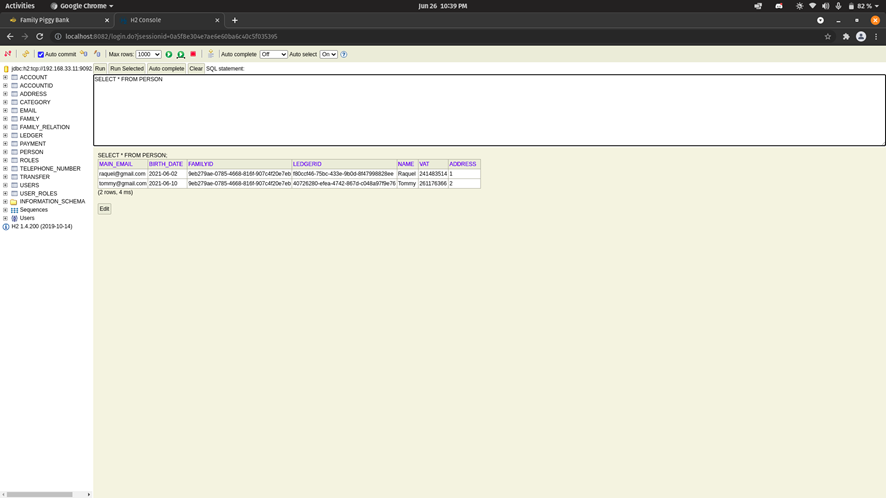 Activities Google Chrome Jun 26 10:39 PM 82 %
Family Piggy Bank H2 Console
localhost:8082/login.do?jsessionid=0a5f8e304e7ae6e60ba6c40c5f035395
Auto commit Max rows: 1000 Auto complete Off Auto select On
jdbc:h2:tcp://192.168.33.11:9092
ACCOUNT
ACCOUNTID
ADDRESS
CATEGORY
EMAIL
FAMILY
FAMILY_RELATION
LEDGER
PAYMENT
PERSON
ROLES
TELEPHONE_NUMBER
TRANSFER
USERS
USER_ROLES
INFORMATION_SCHEMA
Sequences
Users
H2 1.4.200 (2019-10-14)
Run Run Selected Auto complete Clear SQL statement:
SELECT * FROM PERSON
SELECT * FROM PERSON;
MAIN_EMAIL BIRTH_DATE FAMILYID LEDGERID NAME VAT ADDRESS
raquel@gmail.com 2021-06-02 9eb279ae-0785-4668-816f-907c4f20e7eb f80ccf46-75bc-433e-9b0d-8f47998828ee Raquel 241483514 1
tommy@gmail.com 2021-06-10 9eb279ae-0785-4668-816f-907c4f20e7eb 40726280-efea-4742-867d-c048a97f9e76 Tommy 261176366 2
(2 rows, 4 ms)
Edit